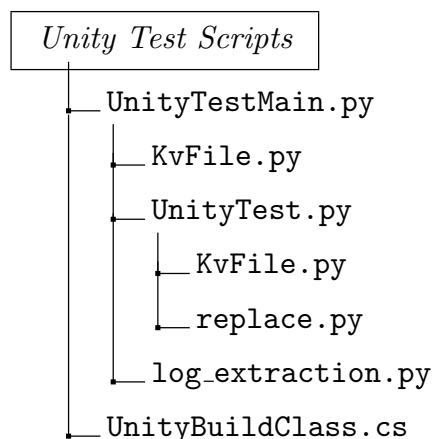 Unity Test Scripts
UnityTestMain.py
KvFile.py
UnityTest.py
KvFile.py
replace.py
log_extraction.py
UnityBuildClass.cs